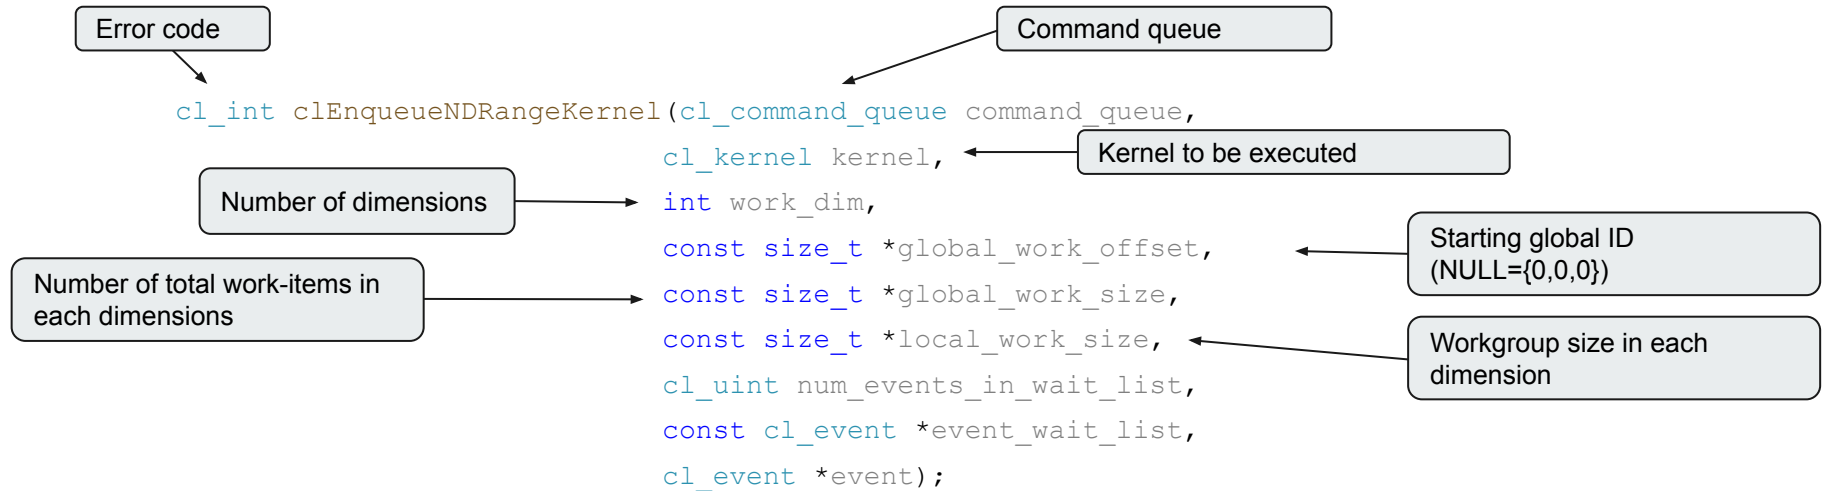 Error code
Command queue
cl_int clEnqueueNDRangeKernel(cl_command_queue command_queue,
cl_kernel kernel,
Kernel to be executed
Number of dimensions
int work_dim,
const size_t *global_work_offset,
Starting global ID
(NULL={0,0,0})
Number of total work-items in
each dimensions
const size_t *global_work_size,
const size_t *local_work_size,
Workgroup size in each
dimension
cl_uint num_events_in_wait_list,
const cl_event *event_wait_list,
cl_event *event);